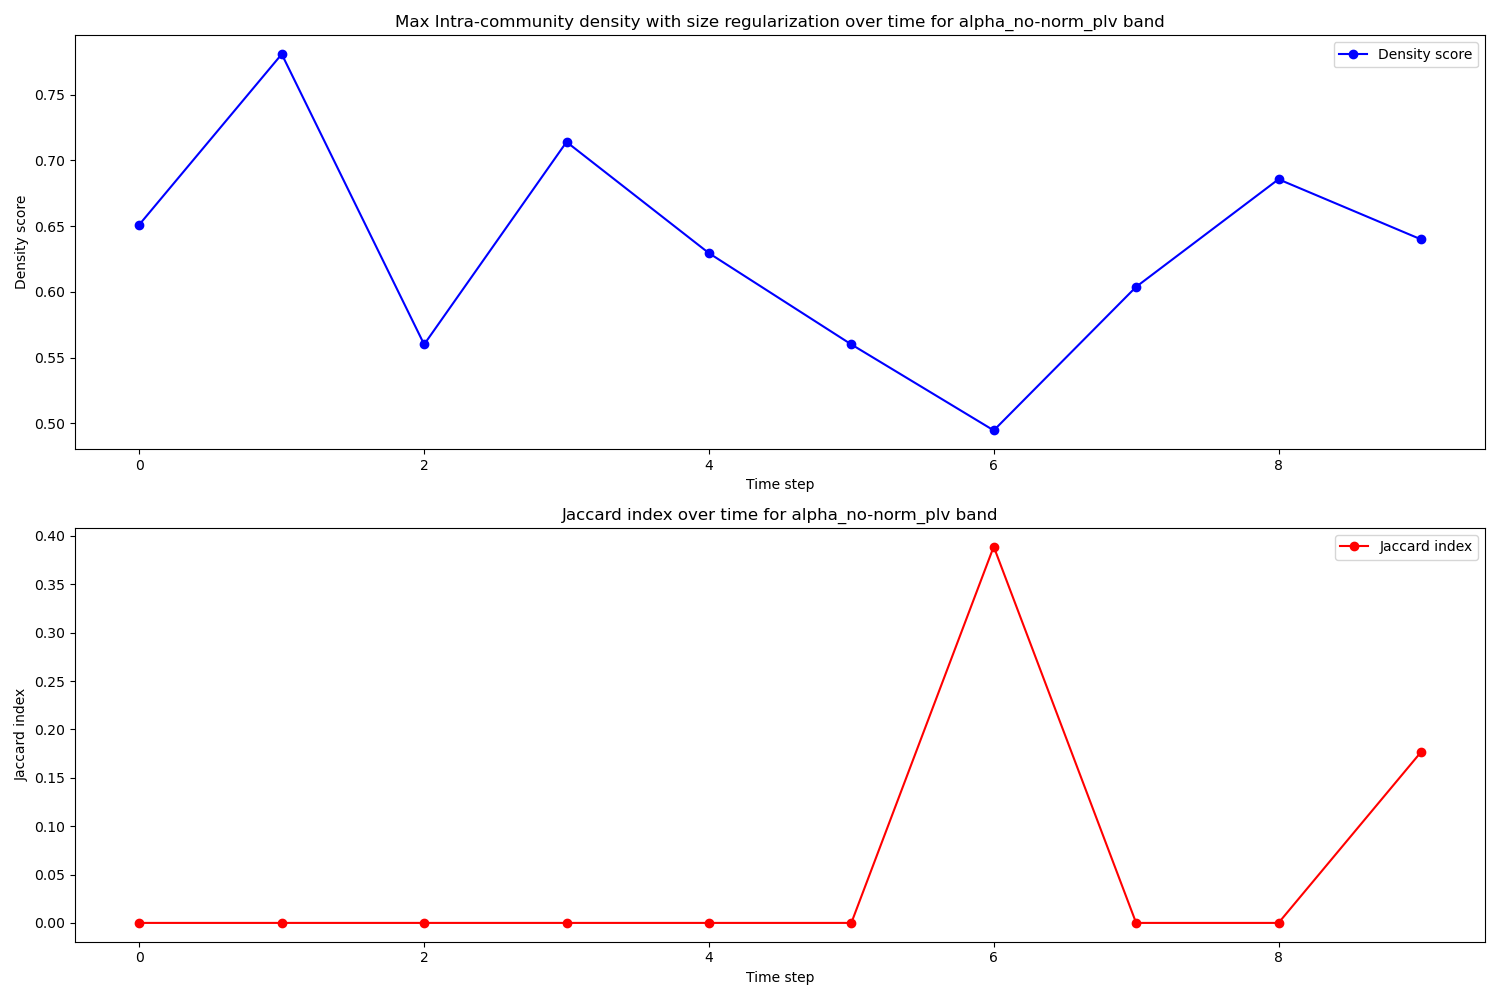 Max Intra-community density with size regularization over time for alpha_no-norm_plv band
Density score
0.75
0.70
0.65
0.60
0.55
0.50
Density score
0 2 4 6 8
Time step
Jaccard index over time for alpha_no-norm_plv band
Jaccard index
0.40
0.35
0.30
0.25
0.20
0.15
0.10
0.05
0.00
Jaccard index
0 2 4 6 8
Time step